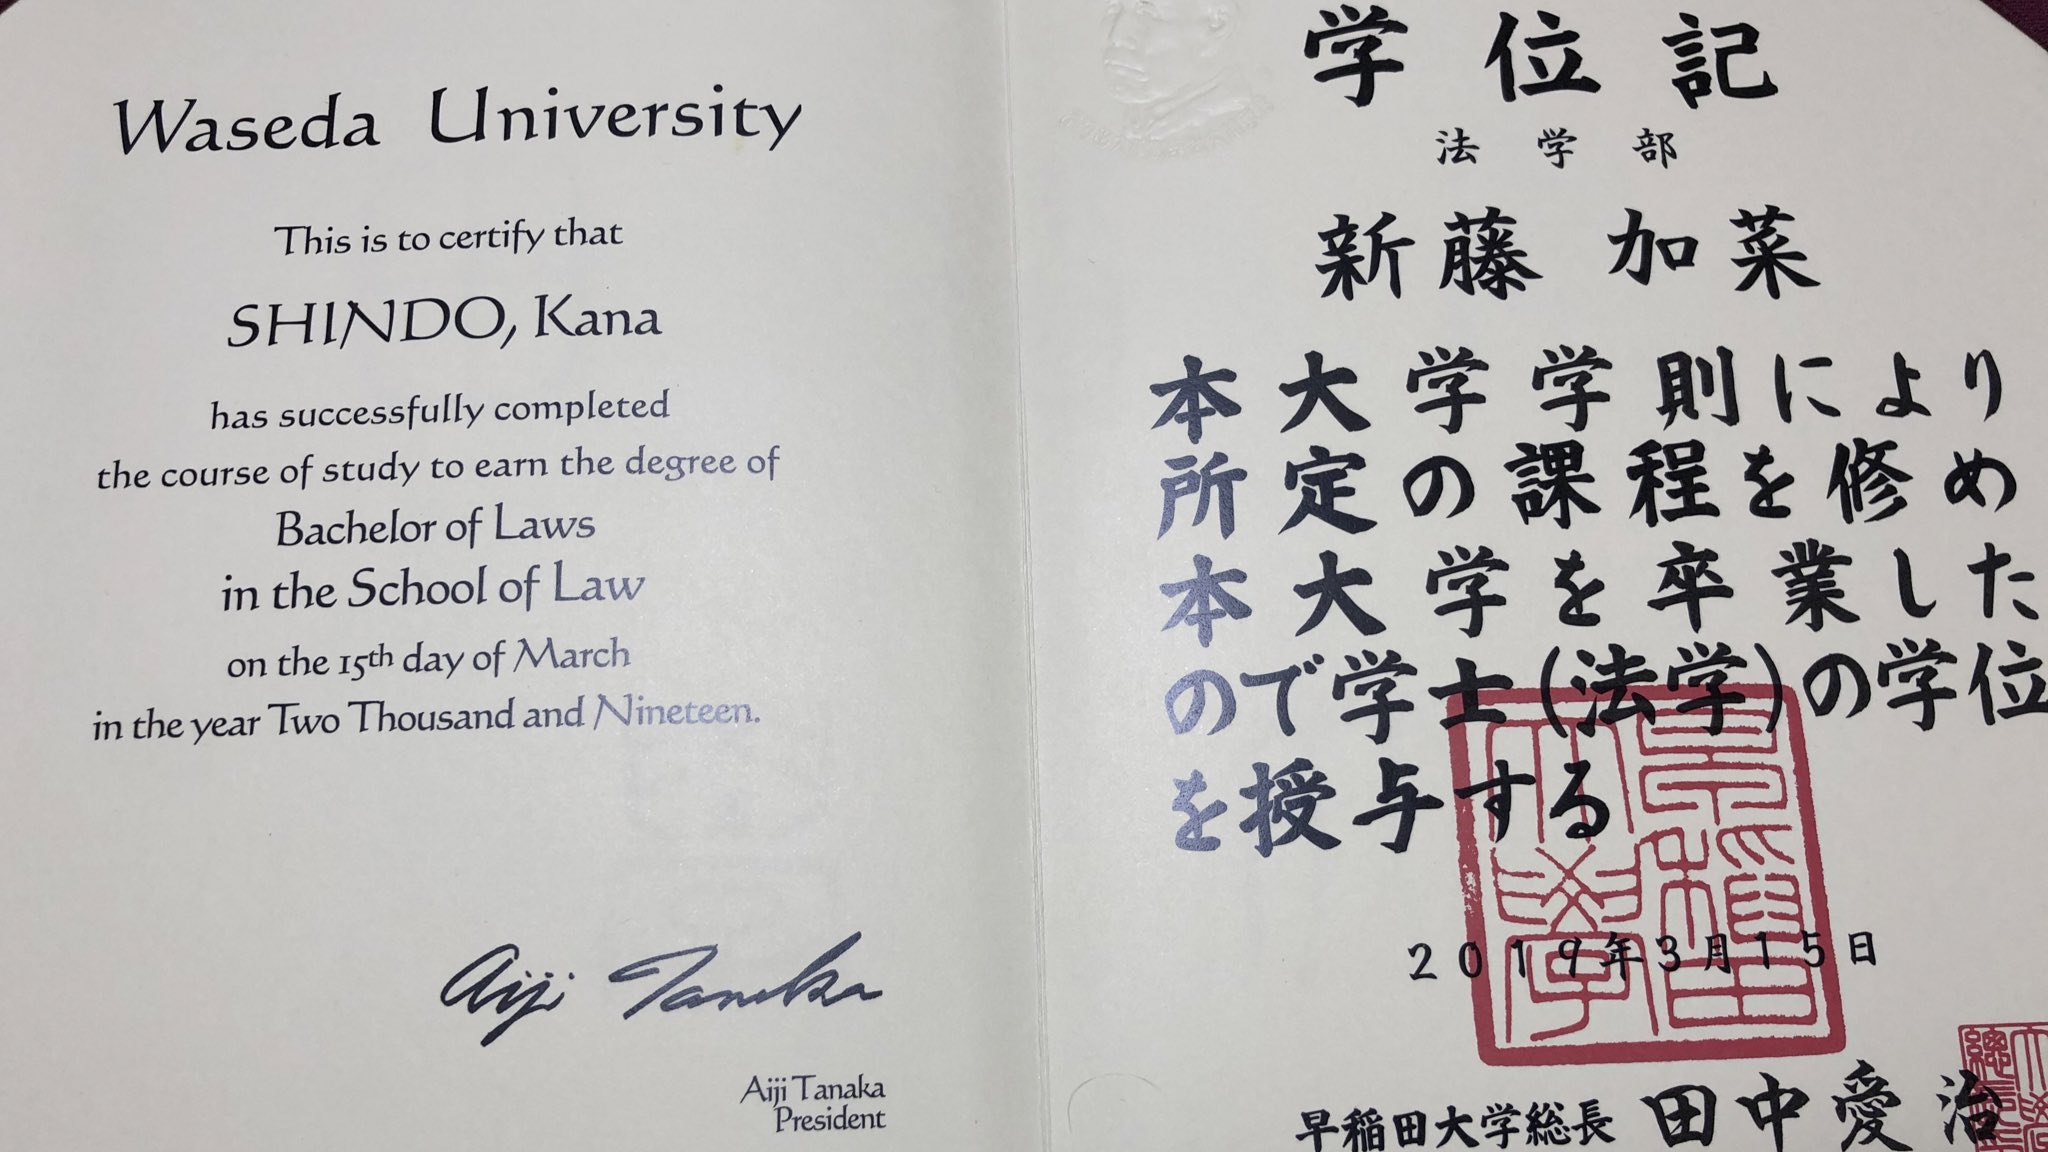 Waseda University
This is to certify that
SHINDO, Kana
has successfully completed
the course of study to earn the degree of
Bachelor of Laws
in the School of Law
on the 15th day of March
in the year Two Thousand and Nineteen.
Aiji Tanaka
Aiji Tanaka
President
学位記
法学部
新藤 加菜
本大学学則により
所定の課程を修め
本大学を卒業した
ので学士(法学)の学位
を授与する
2019年3月15日
早稲田大学総長 田中愛治
早稲田大学